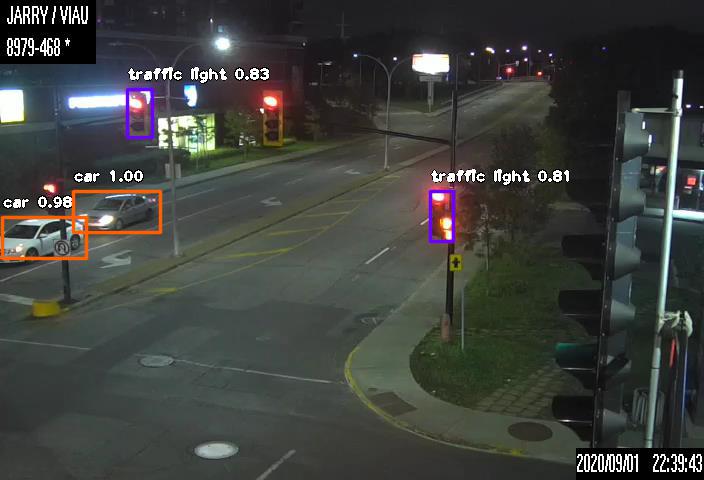 JARRY / VIAU
8979-468 *
traffic light 0.83
car 1.00
traffic light 0.81
car 0.98
2020/09/01 22:39:43